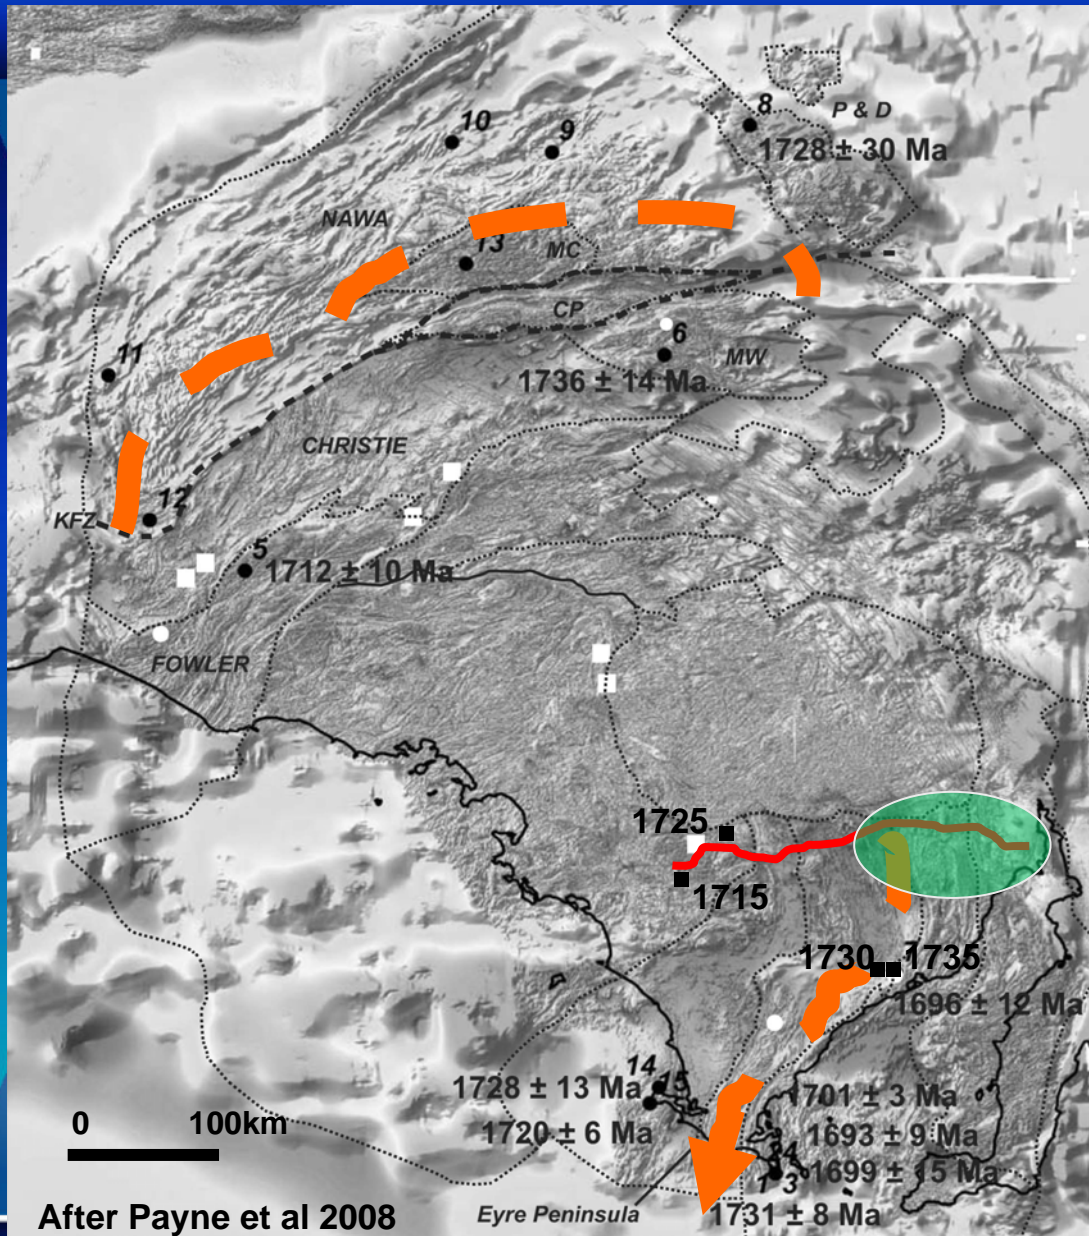 10
9
8
P & D
1728 ± 30 Ma
NAWA
13
MC
CP
6
MW
11
1736 ± 14 Ma
CHRISTIE
12
KFZ
5
1712 ± 10 Ma
FOWLER
1725
1715
1730
1735
1696 ± 12 Ma
14
15
1728 ± 13 Ma
1701 ± 3 Ma
1720 ± 6 Ma
1693 ± 9 Ma
0 100km
4
1699 ± 15 Ma
1 3
After Payne et al 2008
Eyre Peninsula
1731 ± 8 Ma